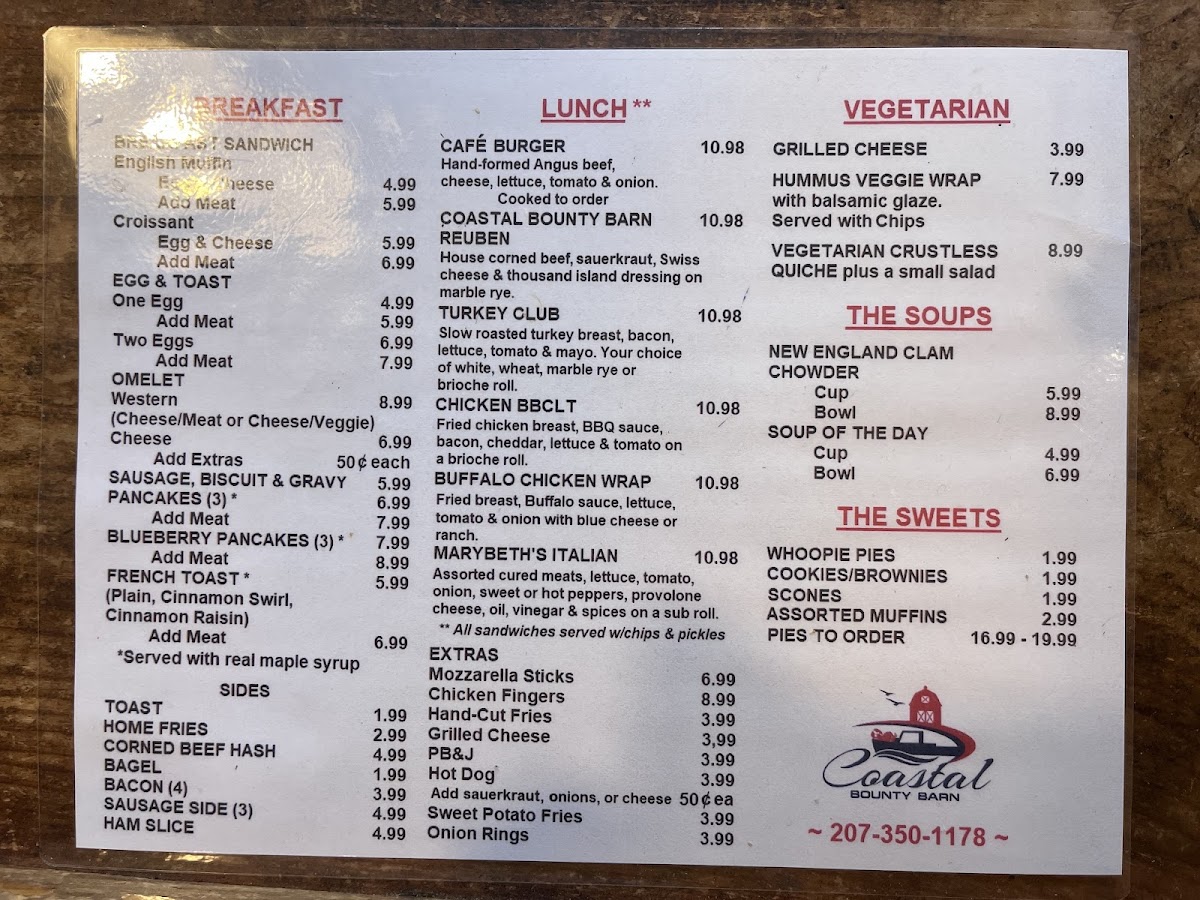 BREAKFAST
BREAKFAST SANDWICH
English Muffin
Egg & Cheese 4.99
Add Meat 5.99
Croissant
Egg & Cheese 5.99
Add Meat 6.99
EGG & TOAST
One Egg 4.99
Add Meat 5.99
Two Eggs 6.99
Add Meat 7.99
OMELET
Western 8.99
(Cheese/Meat or Cheese/Veggie)
Cheese 6.99
Add Extras 50¢ each
SAUSAGE, BISCUIT & GRAVY 5.99
PANCAKES (3) * 6.99
Add Meat 7.99
BLUEBERRY PANCAKES (3) * 7.99
Add Meat 8.99
FRENCH TOAST * 5.99
(Plain, Cinnamon Swirl,
Cinnamon Raisin)
Add Meat 6.99
*Served with real maple syrup
SIDES
TOAST 1.99
HOME FRIES 2.99
CORNED BEEF HASH 4.99
BAGEL 1.99
BACON (4) 3.99
SAUSAGE SIDE (3) 4.99
HAM SLICE 4.99
LUNCH **
CAFÉ BURGER 10.98
Hand-formed Angus beef,
cheese, lettuce, tomato & onion.
Cooked to order
COASTAL BOUNTY BARN 10.98
REUBEN
House corned beef, sauerkraut, Swiss
cheese & thousand island dressing on
marble rye.
TURKEY CLUB 10.98
Slow roasted turkey breast, bacon,
lettuce, tomato & mayo. Your choice
of white, wheat, marble rye or
brioche roll.
CHICKEN BBCLT 10.98
Fried chicken breast, BBQ sauce,
bacon, cheddar, lettuce & tomato on
a brioche roll.
BUFFALO CHICKEN WRAP 10.98
Fried breast, Buffalo sauce, lettuce,
tomato & onion with blue cheese or
ranch.
MARYBETH'S ITALIAN 10.98
Assorted cured meats, lettuce, tomato,
onion, sweet or hot peppers, provolone
cheese, oil, vinegar & spices on a sub roll.
** All sandwiches served w/chips & pickles
EXTRAS
Mozzarella Sticks 6.99
Chicken Fingers 8.99
Hand-Cut Fries 3.99
Grilled Cheese 3,99
PB&J 3.99
Hot Dog 3.99
Add sauerkraut, onions, or cheese 50¢ea
Sweet Potato Fries 3.99
Onion Rings 3.99
VEGETARIAN
GRILLED CHEESE 3.99
HUMMUS VEGGIE WRAP 7.99
with balsamic glaze.
Served with Chips
VEGETARIAN CRUSTLESS 8.99
QUICHE plus a small salad
THE SOUPS
NEW ENGLAND CLAM
CHOWDER
Cup 5.99
Bowl 8.99
SOUP OF THE DAY
Cup 4.99
Bowl 6.99
THE SWEETS
WHOOPIE PIES 1.99
COOKIES/BROWNIES 1.99
SCONES 1.99
ASSORTED MUFFINS 2.99
PIES TO ORDER 16.99 - 19.99
Coastal
BOUNTY BARN
~ 207-350-1178 ~